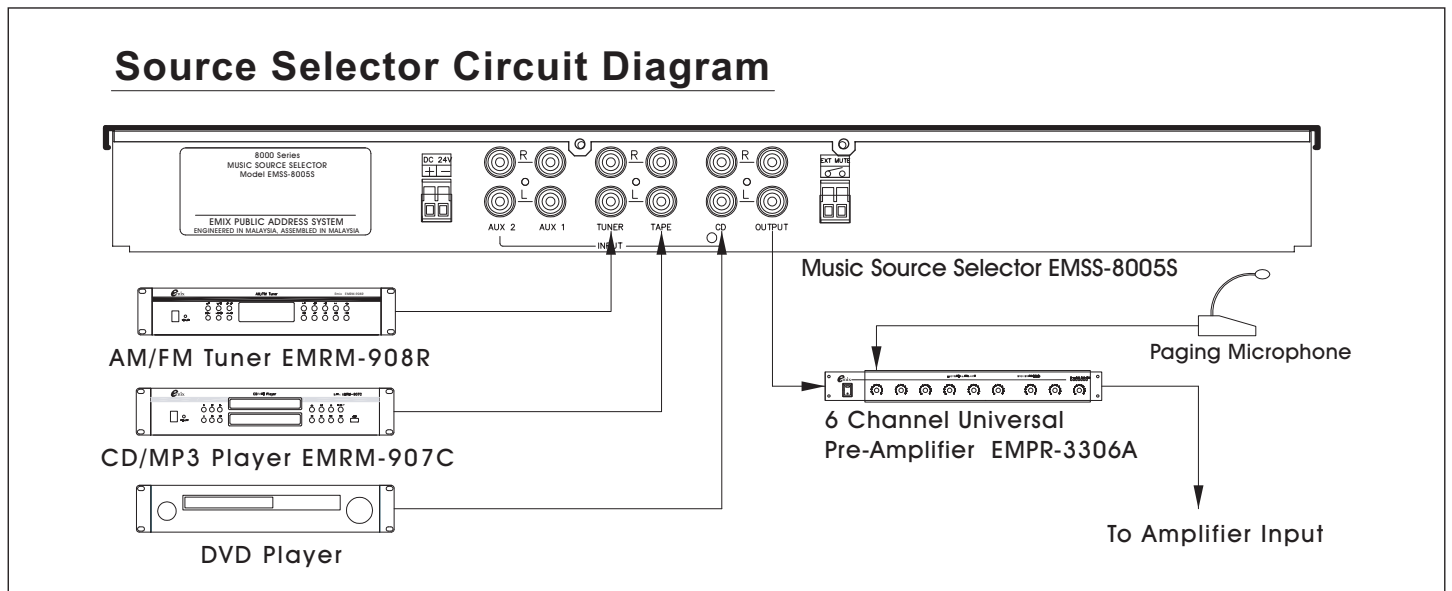 Source Selector Circuit Diagram
8000 Series
MUSIC SOURCE SELECTOR
Model EMSS-8005S
EMIX PUBLIC ADDRESS SYSTEM
ENGINEERED IN MALAYSIA, ASSEMBLED IN MALAYSIA
DC 24V
+ −
R
L
R
L
R
L
EXT MUTE
AUX 2 AUX 1 TUNER TAPE CD OUTPUT
INPUT
Music Source Selector EMSS-8005S
AM/FM Tuner
AM/FM Tuner EMRM-908R
CD/MP3 Player EMRM-907C
DVD Player
Paging Microphone
6 Channel Universal
Pre-Amplifier EMPR-3306A
To Amplifier Input